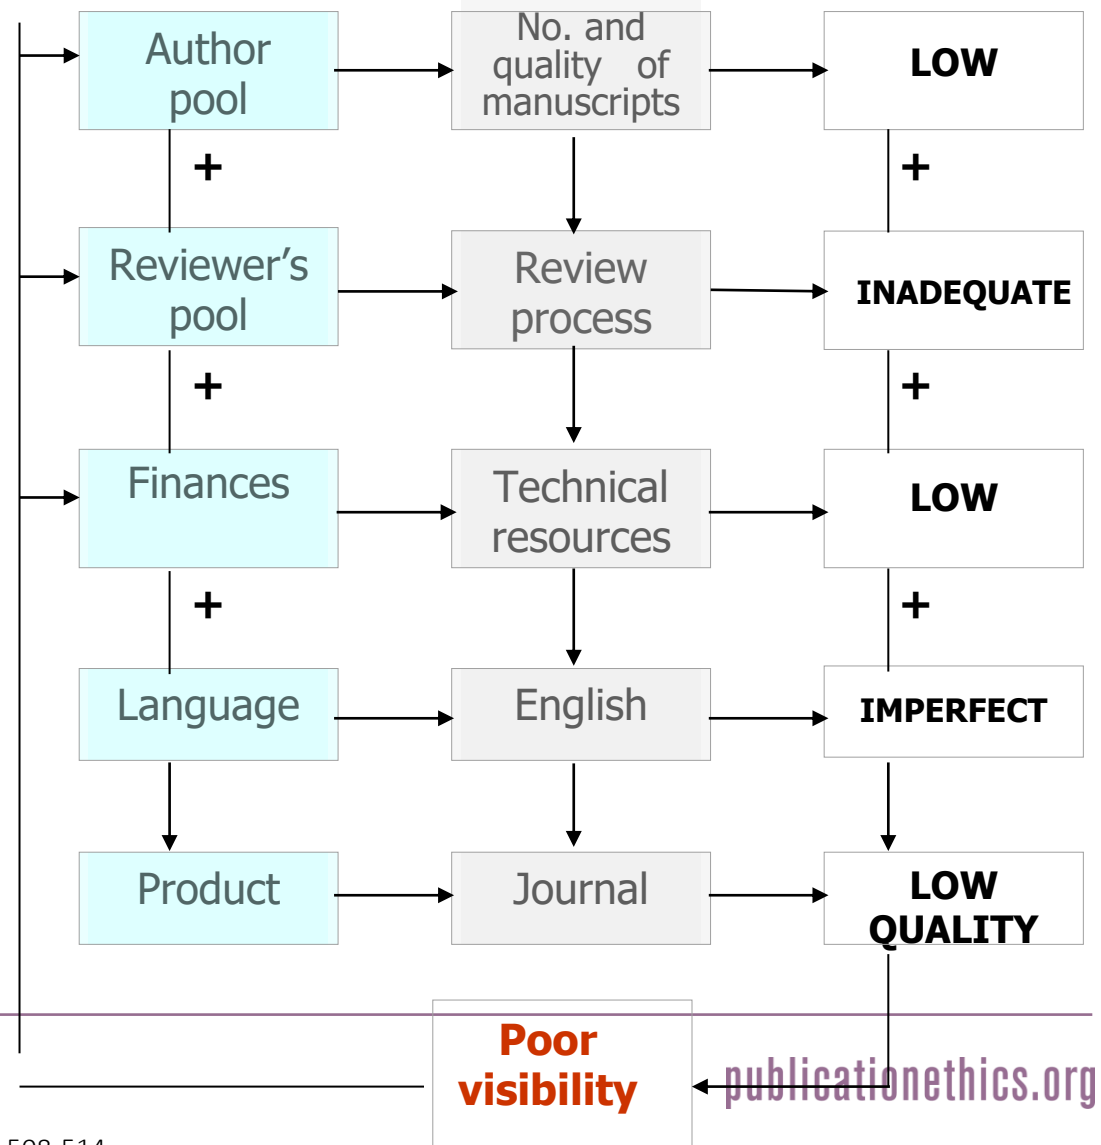 Author
pool
No. and
quality of
manuscripts
LOW
+
+
Reviewer's
pool
Review
process
INADEQUATE
+
+
Finances
Technical
resources
LOW
+
+
Language
English
IMPERFECT
Product
Journal
LOW
QUALITY
Poor
visibility
publicationethics.org